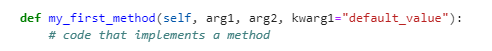 def my_first_method(self, arg1, arg2, kwarg1="default_value"):
    # code that implements a method